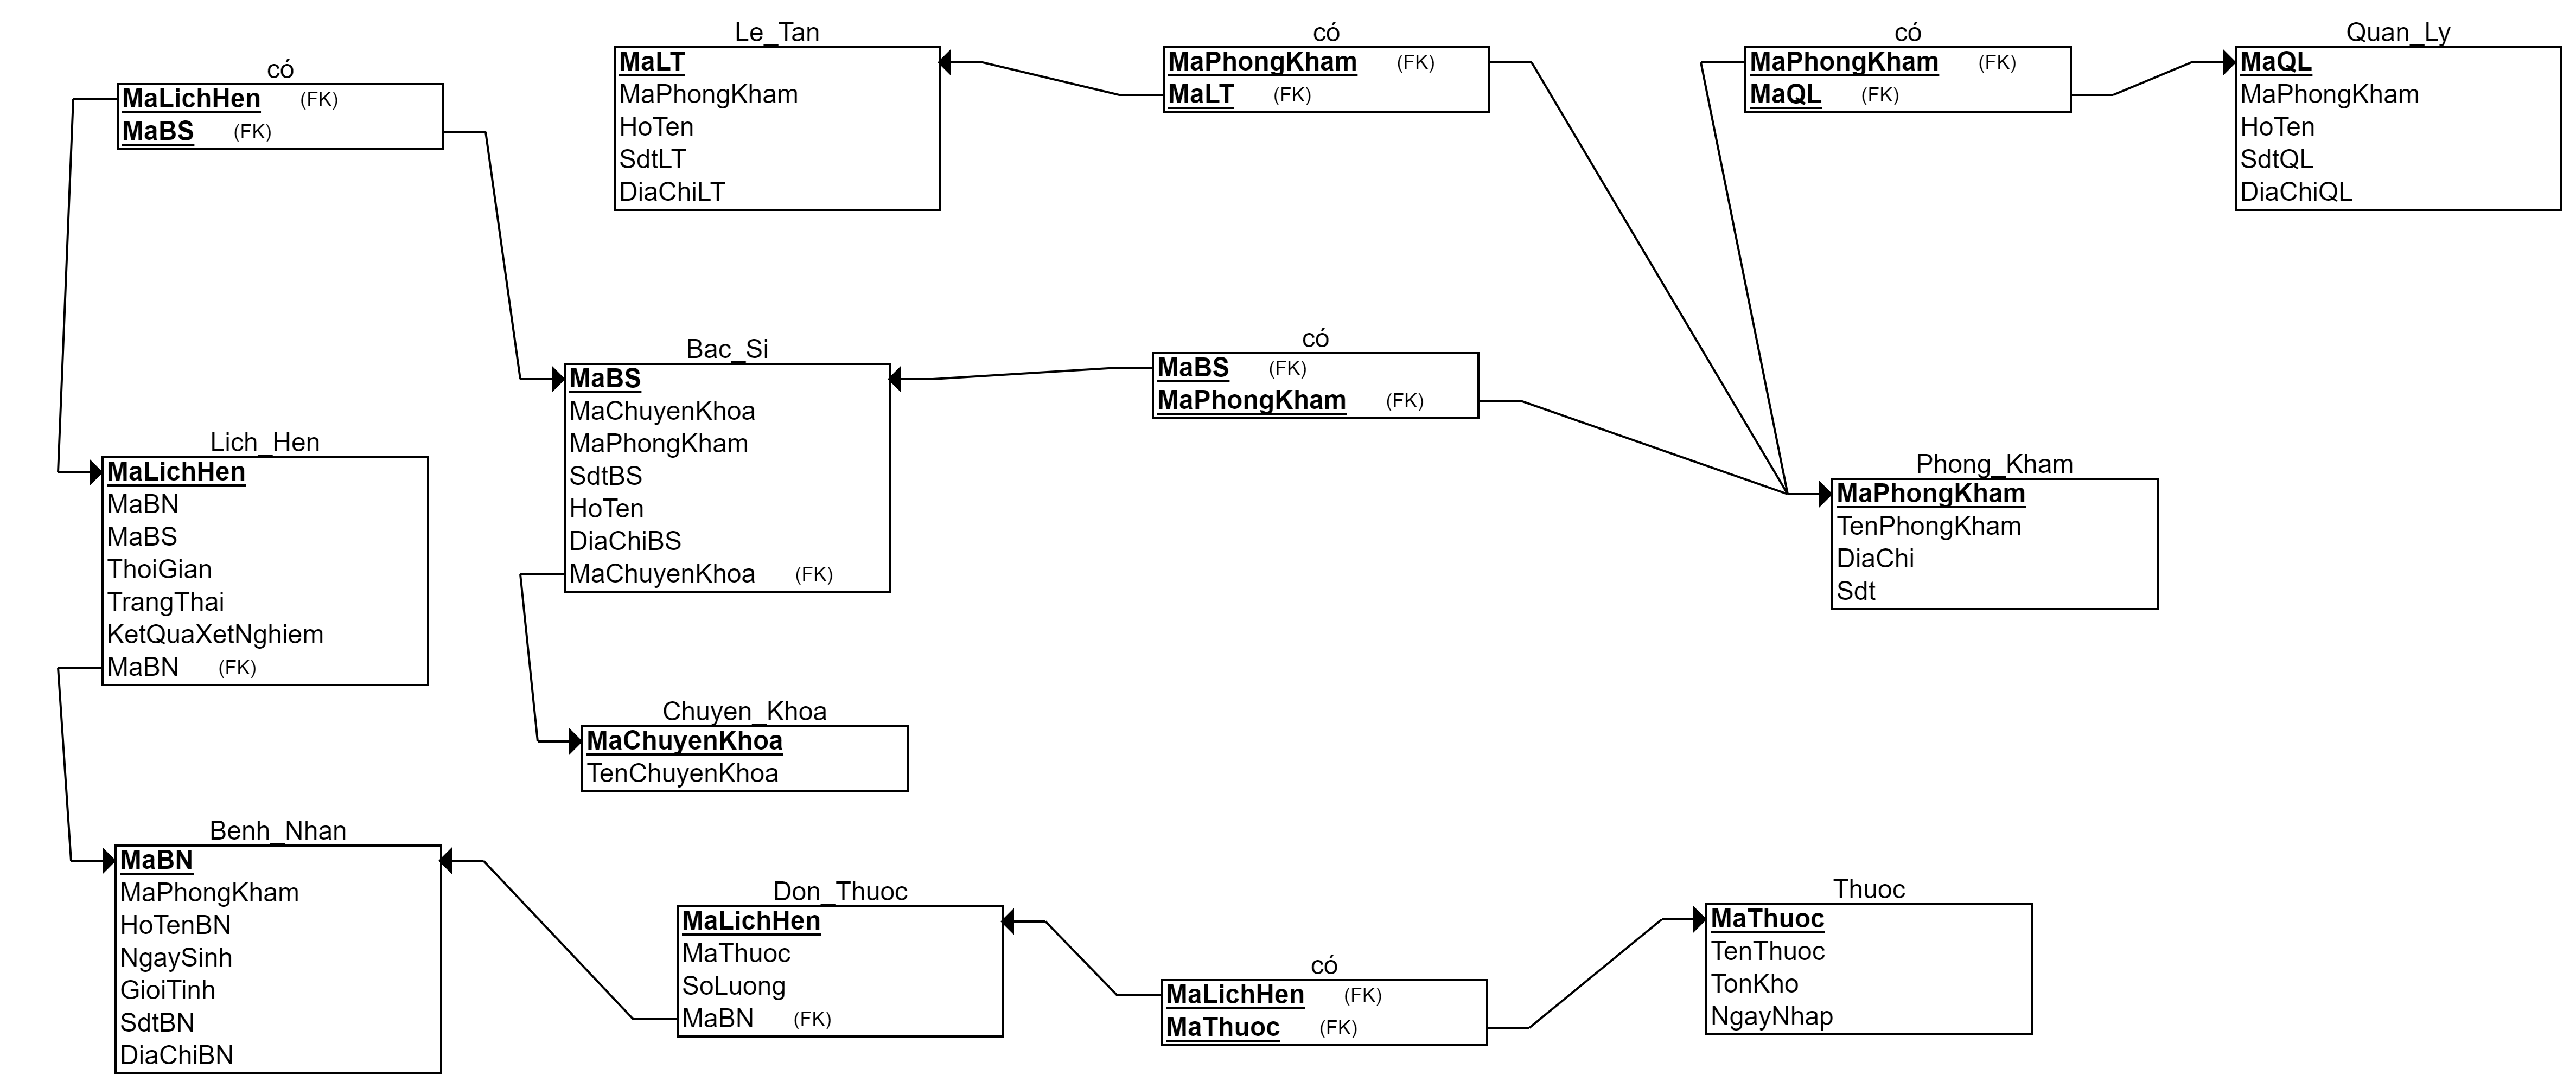 có
MaLichHen (FK)
MaBS (FK)
Le_Tan
MaLT
MaPhongKham
HoTen
SdtLT
DiaChiLT
có
MaPhongKham (FK)
MaLT (FK)
có
MaPhongKham (FK)
MaQL (FK)
Quan_Ly
MaQL
MaPhongKham
HoTen
SdtQL
DiaChiQL
Bac_Si
MaBS
MaChuyenKhoa
MaPhongKham
SdtBS
HoTen
DiaChiBS
MaChuyenKhoa (FK)
có
MaBS (FK)
MaPhongKham (FK)
Lich_Hen
MaLichHen
MaBN
MaBS
ThoiGian
TrangThai
KetQuaXetNghiem
MaBN (FK)
Phong_Kham
MaPhongKham
TenPhongKham
DiaChi
Sdt
Chuyen_Khoa
MaChuyenKhoa
TenChuyenKhoa
Benh_Nhan
MaBN
MaPhongKham
HoTenBN
NgaySinh
GioiTinh
SdtBN
DiaChiBN
Don_Thuoc
MaLichHen
MaThuoc
SoLuong
MaBN (FK)
có
MaLichHen (FK)
MaThuoc (FK)
Thuoc
MaThuoc
TenThuoc
TonKho
NgayNhap